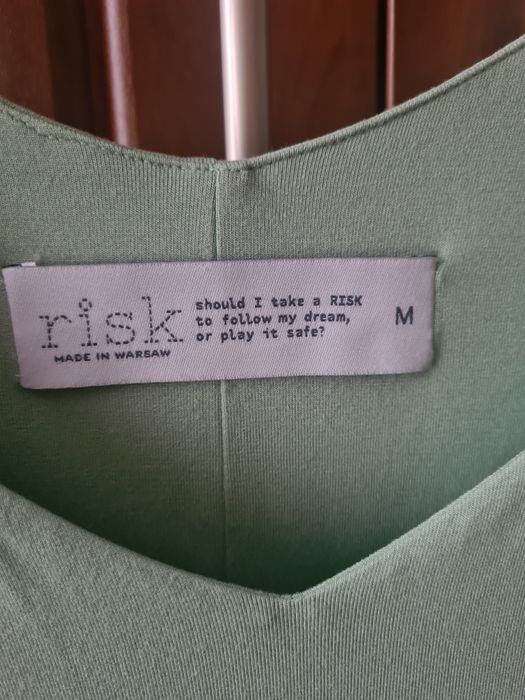 risk
MADE IN WARSAW
should I take a RISK
to follow my dream,
or play it safe?
M